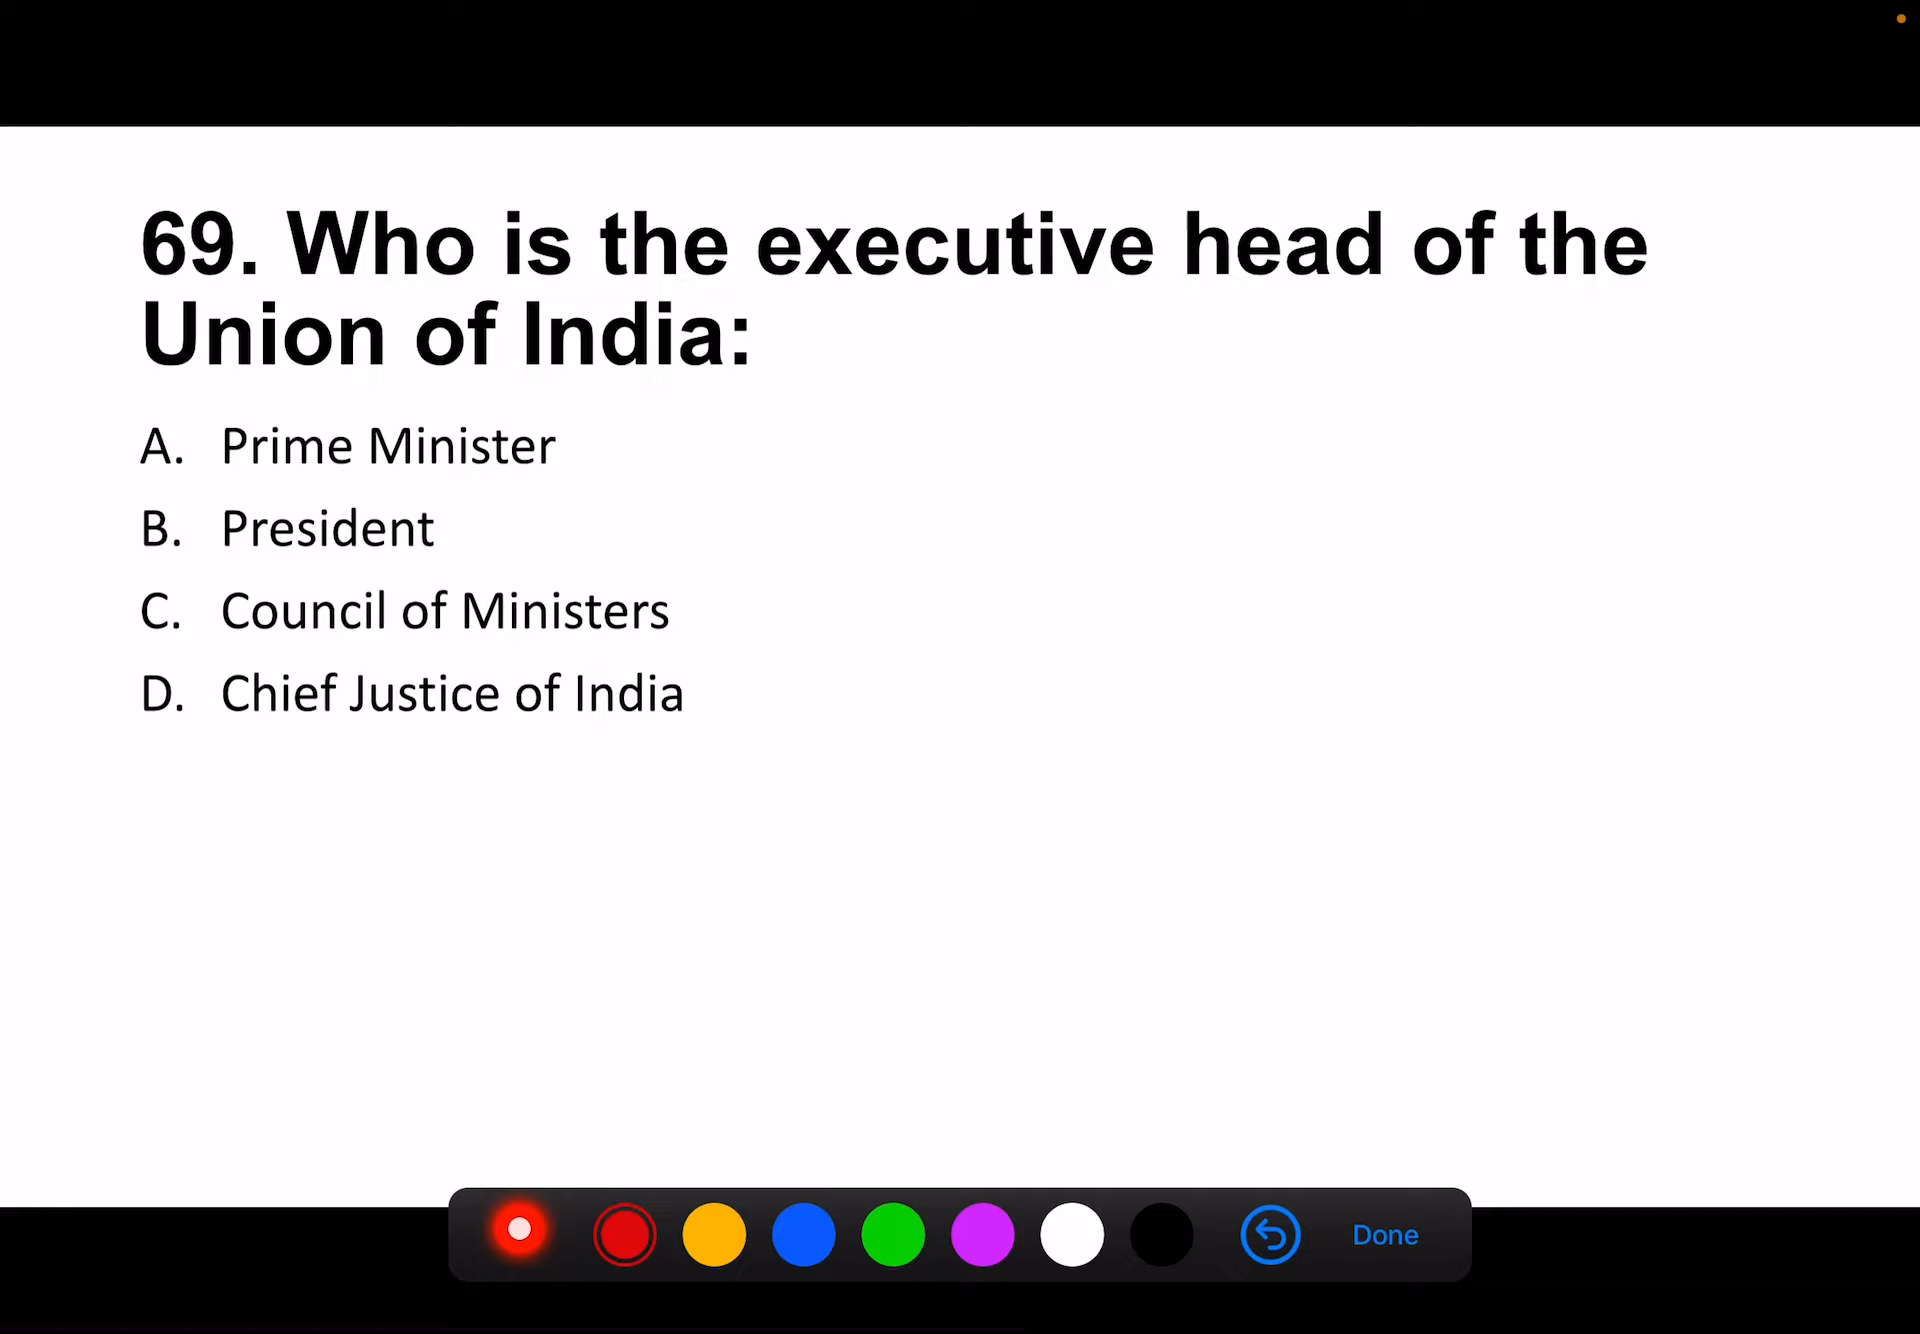 69. Who is the executive head of the
Union of India:
A. Prime Minister
B. President
C. Council of Ministers
D. Chief Justice of India
Done